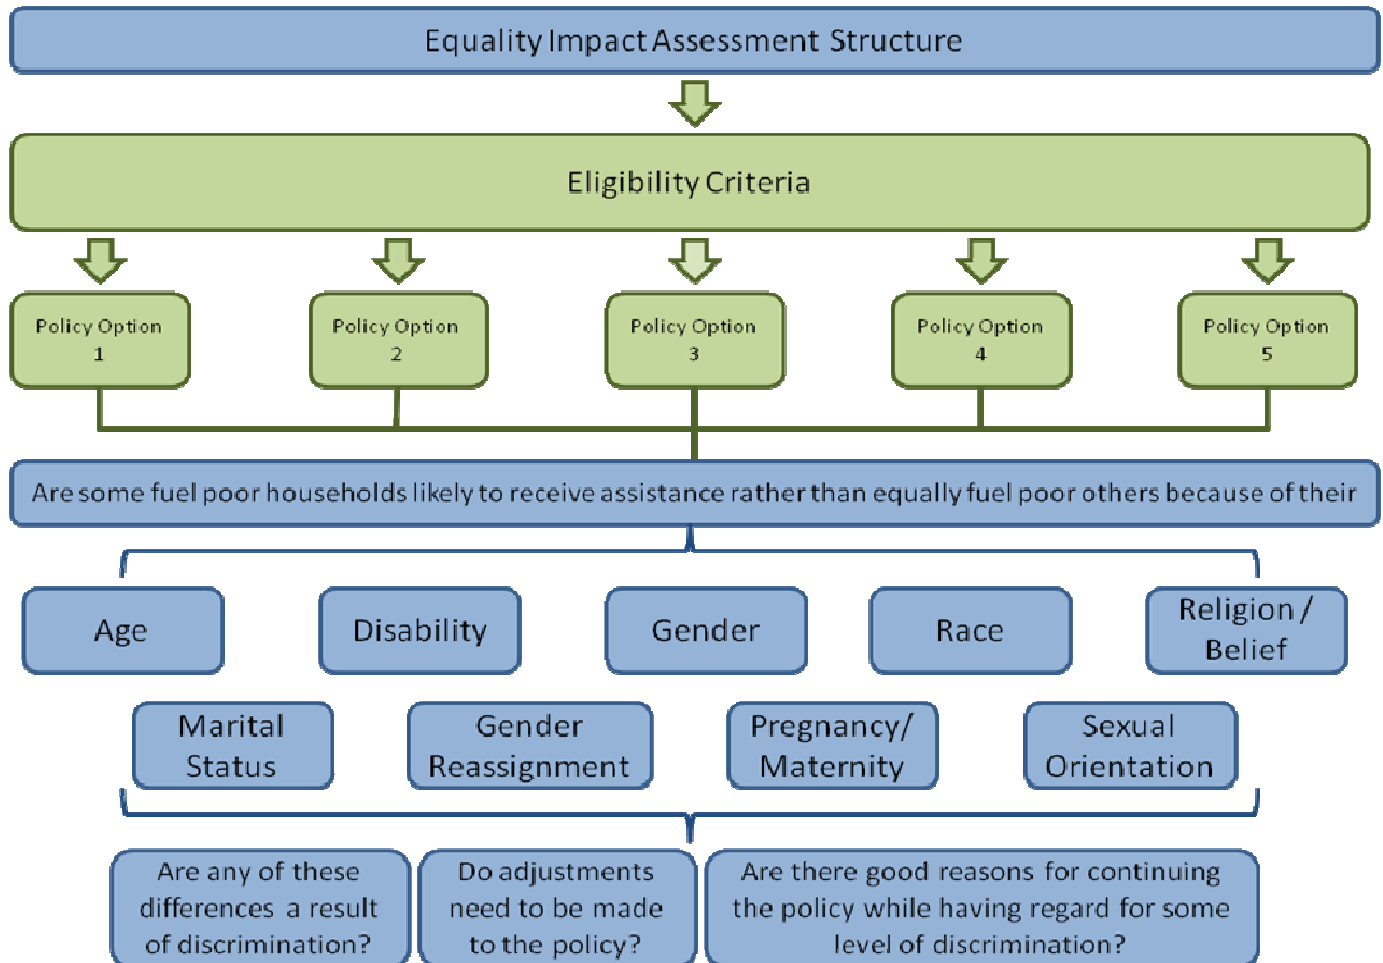 Equality Impact Assessment Structure
Eligibility Criteria
Policy Option
1
Policy Option
2
Policy Option
3
Policy Option
4
Policy Option
5
Are some fuel poor households likely to receive assistance rather than equally fuel poor others because of their
Age
Disability
Gender
Race
Religion /
Belief
Marital
Status
Gender
Reassignment
Pregnancy/
Maternity
Sexual
Orientation
Are any of these
differences a result
of discrimination?
Do adjustments
need to be made
to the policy?
Are there good reasons for continuing
the policy while having regard for some
level of discrimination?